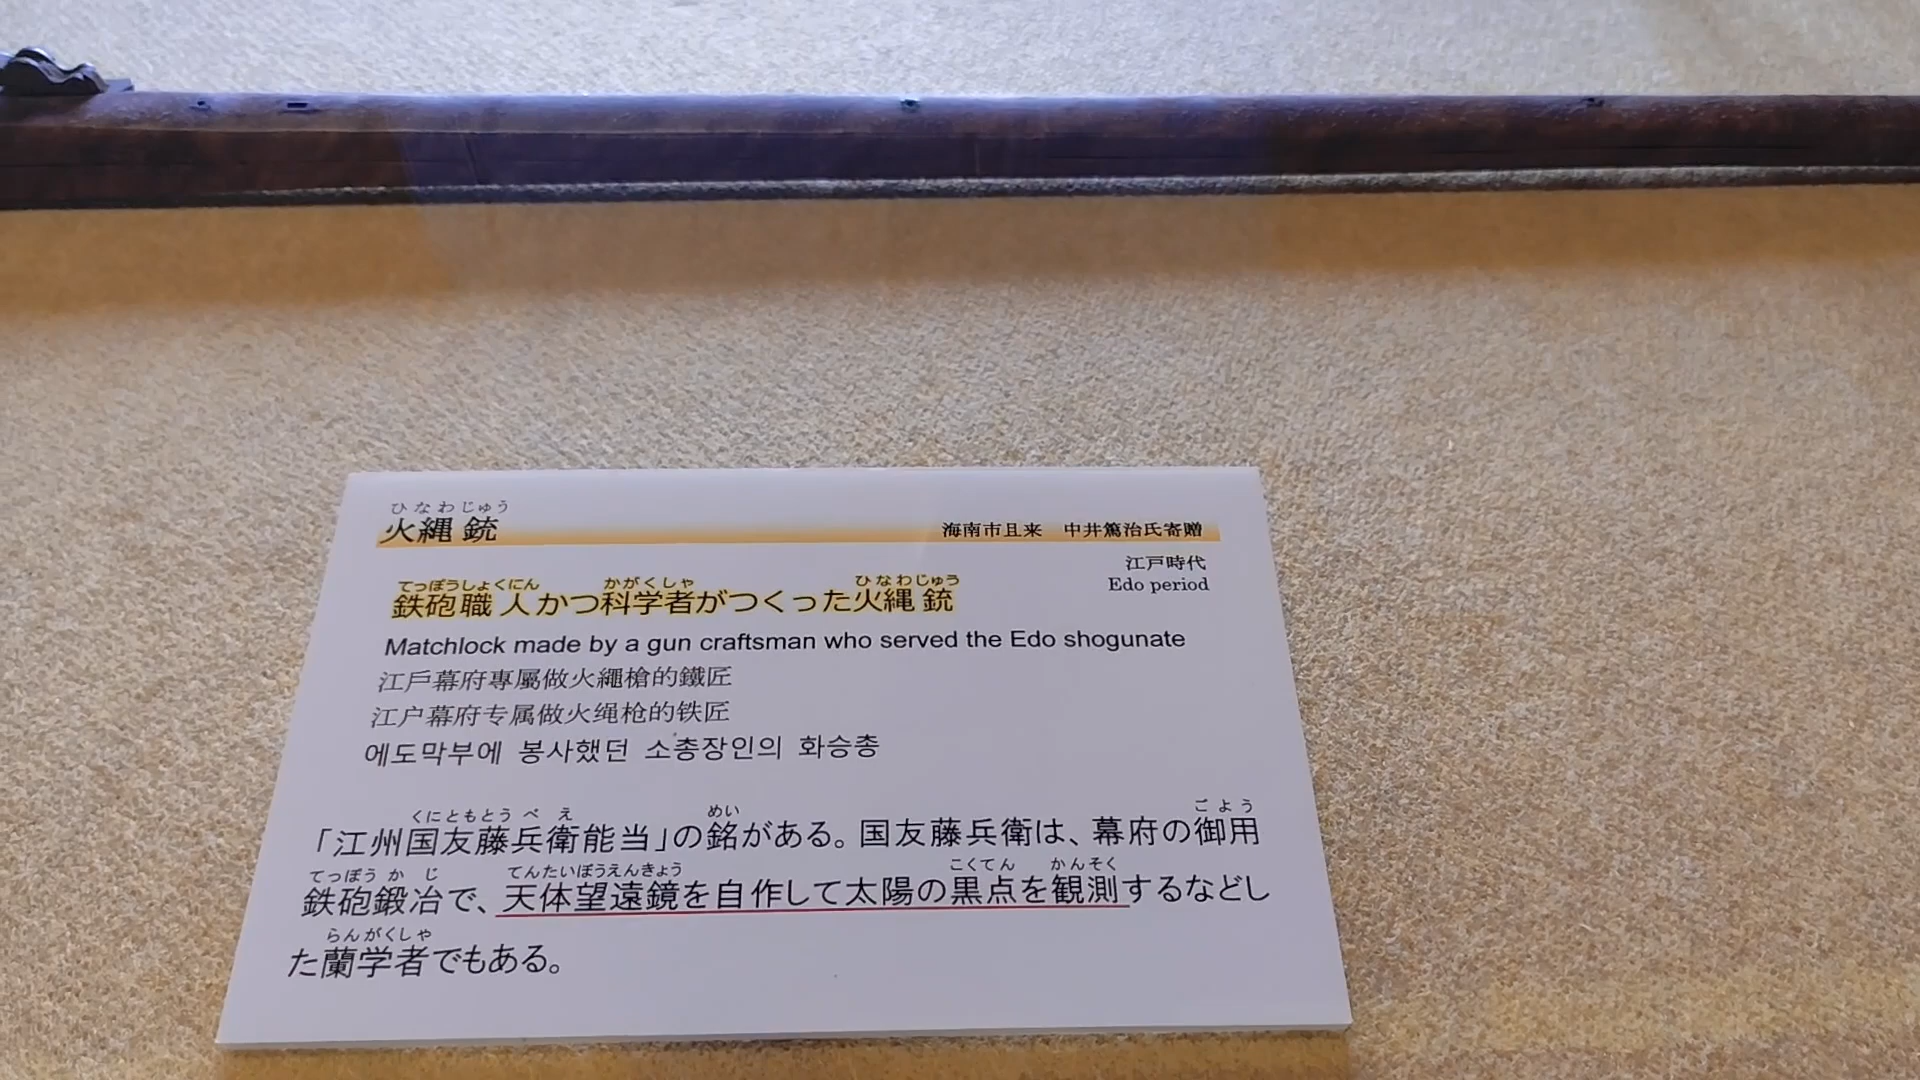 ひなわじゅう
火縄銃
海南市且来　中井篤治氏寄贈
江戸時代
Edo period
てっぽうしょくにん かがくしゃ ひなわじゅう
鉄砲職人かつ科学者がつくった火縄銃
Matchlock made by a gun craftsman who served the Edo shogunate
江戶幕府專屬做火繩槍的鐵匠
江户幕府专属做火绳枪的铁匠
에도막부에 봉사했던 소총장인의 화승총
くにともとうべえ めい ごよう
「江州国友藤兵衛能当」の銘がある。国友藤兵衛は、幕府の御用
てっぽうかじ てんたいぼうえんきょう こくてん かんそく
鉄砲鍛冶で、天体望遠鏡を自作して太陽の黒点を観測するなどし
らんがくしゃ
た蘭学者でもある。